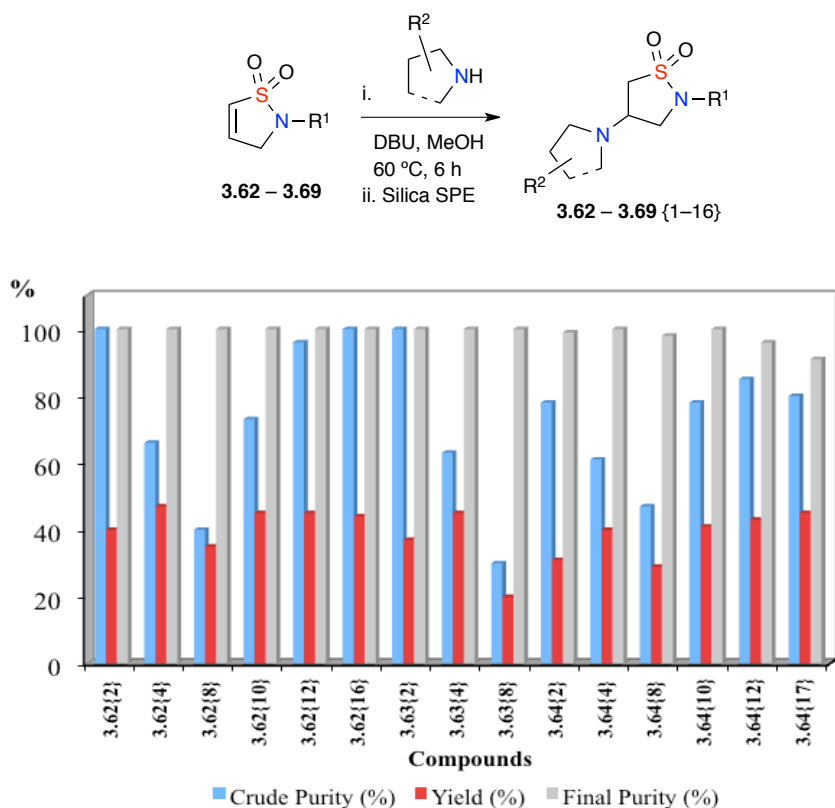 R²
O O
S
N R¹
i.
NH
DBU, MeOH
60 ºC, 6 h
ii. Silica SPE
3.62 – 3.69
O
O
S
N R¹
N
R²
3.62 – 3.69 {1–16}
%
100
80
60
40
20
0
3.62{2}
3.62{4}
3.62{8}
3.62{10}
3.62{12}
3.62{16}
3.63{2}
3.63{4}
3.63{8}
3.64{2}
3.64{4}
3.64{8}
3.64{10}
3.64{12}
3.64{17}
Compounds
Crude Purity (%) Yield (%) Final Purity (%)